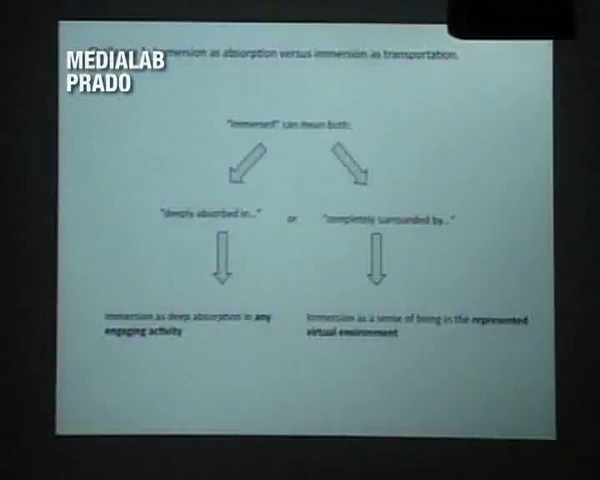 MEDIALAB
PRADO
immersion as absorption versus immersion as transportation.
"Immersed" can mean both:
"deeply absorbed in..." or "completely surrounded by..."
Immersion as deep absorption in any
engaging activity
Immersion as a sense of being in the represented
virtual environment